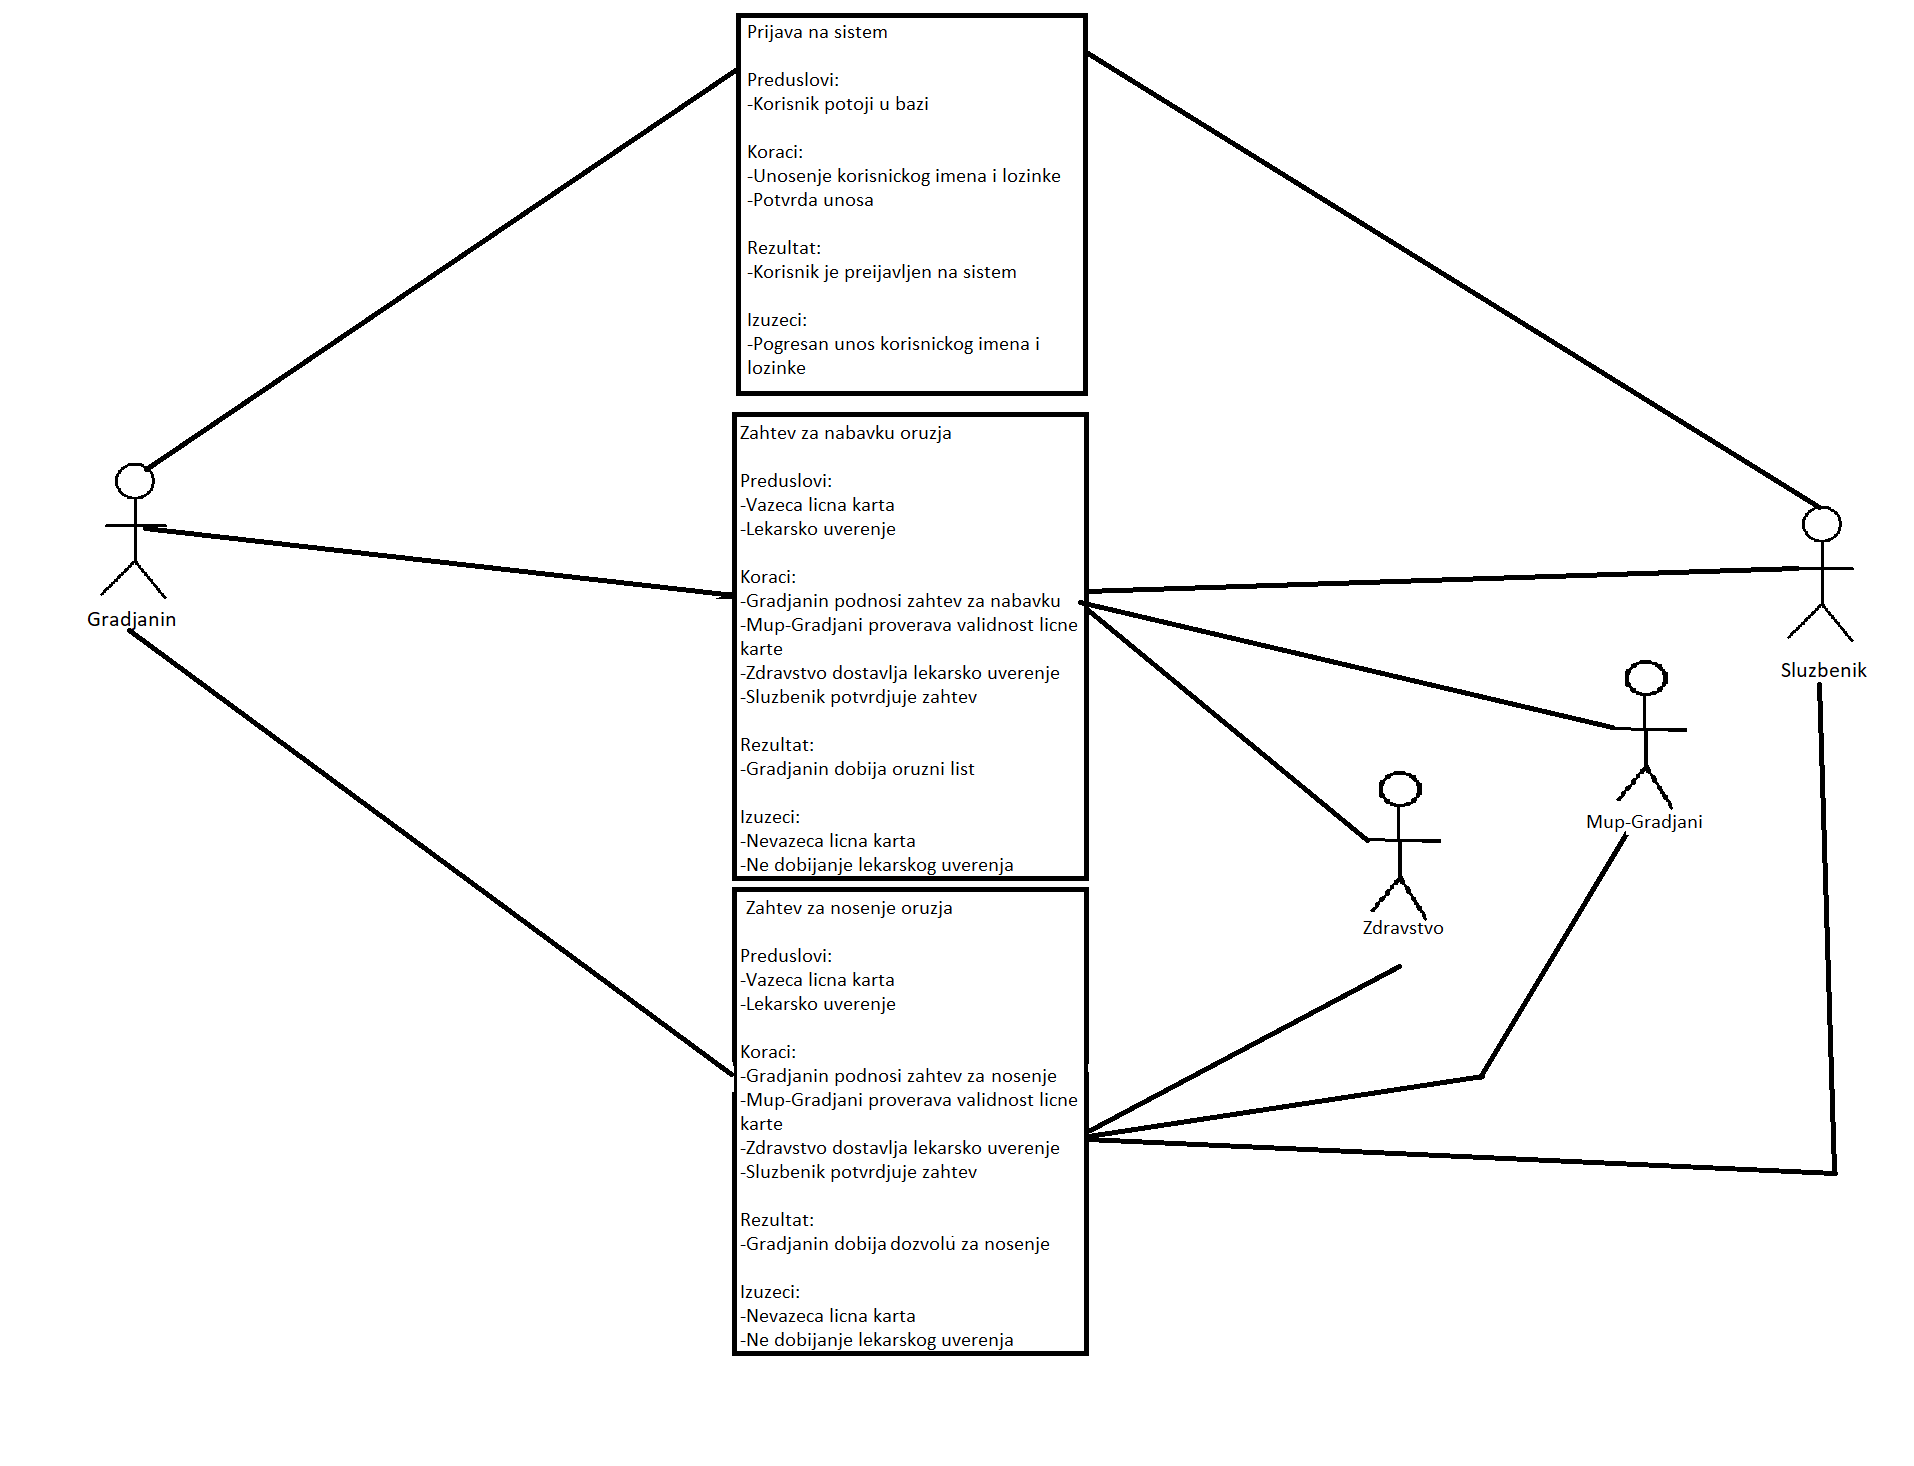 Prijava na sistem
Preduslovi:
-Korisnik potoji u bazi
Koraci:
-Unosenje korisnickog imena i lozinke
-Potvrda unosa
Rezultat:
-Korisnik je preijavljen na sistem
Izuzeci:
-Pogresan unos korisnickog imena i
lozinke
Zahtev za nabavku oruzja
Preduslovi:
-Vazeca licna karta
-Lekarsko uverenje
Koraci:
-Gradjanin podnosi zahtev za nabavku
-Mup-Gradjani proverava validnost licne
karte
-Zdravstvo dostavlja lekarsko uverenje
-Sluzbenik potvrdjuje zahtev
Rezultat:
-Gradjanin dobija oruzni list
Izuzeci:
-Nevazeca licna karta
-Ne dobijanje lekarskog uverenja
Zahtev za nosenje oruzja
Preduslovi:
-Vazeca licna karta
-Lekarsko uverenje
Koraci:
-Gradjanin podnosi zahtev za nosenje
-Mup-Gradjani proverava validnost licne
karte
-Zdravstvo dostavlja lekarsko uverenje
-Sluzbenik potvrdjuje zahtev
Rezultat:
-Gradjanin dobija dozvolu za nosenje
Izuzeci:
-Nevazeca licna karta
-Ne dobijanje lekarskog uverenja
Gradjanin
Sluzbenik
Mup-Gradjani
Zdravstvo